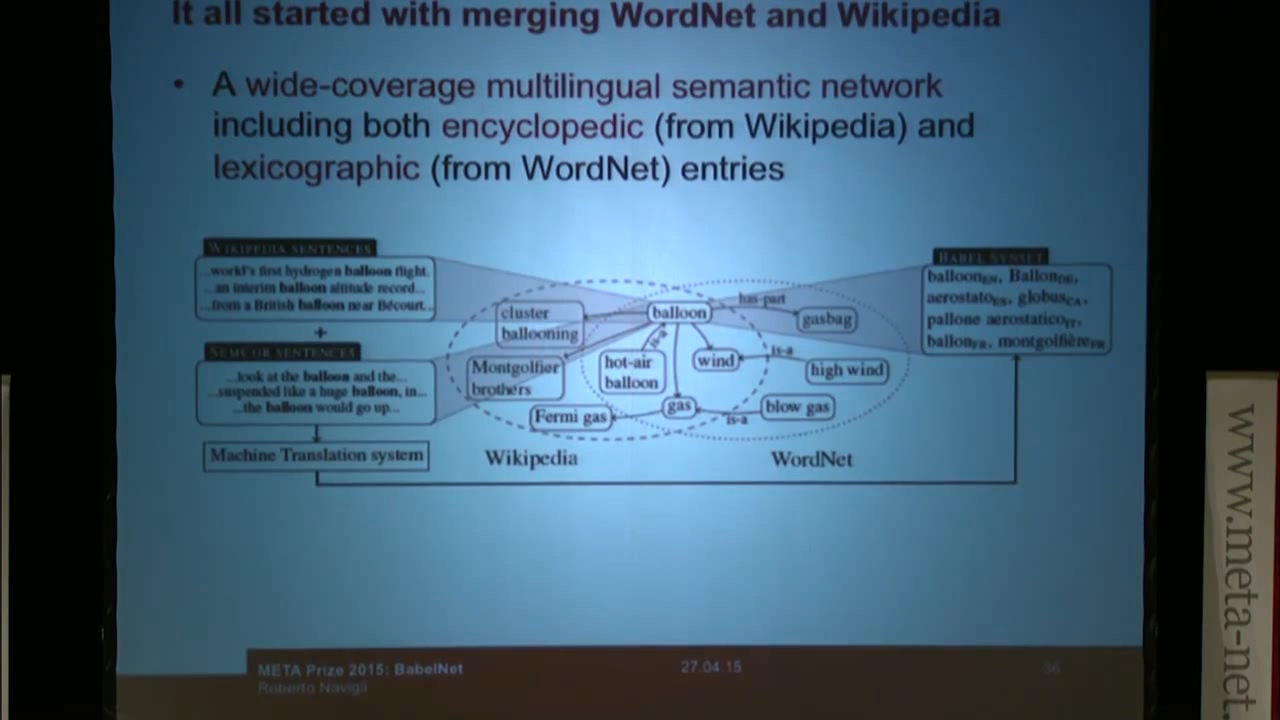 It all started with merging WordNet and Wikipedia
• A wide-coverage multilingual semantic network
including both encyclopedic (from Wikipedia) and
lexicographic (from WordNet) entries
WIKIPEDIA SENTENCES
...world's first hydrogen balloon flight.
...an interim balloon altitude record...
...from a British balloon near Bécourt...
+
SEMCOR SENTENCES
...look at the balloon and the...
...suspended like a huge balloon, in...
...the balloon would go up...
Machine Translation system
cluster
ballooning
Montgolfier
brothers
Fermi gas
hot-air
balloon
is-a
balloon
wind
gas
has-part
gasbag
is-a
high wind
is-a
blow gas
Wikipedia
WordNet
BABEL SYNSET
balloonEN, BallonDE,
aerostatoES, globusCA,
pallone aerostaticoIT,
ballonFR, montgolfièreFR
META Prize 2015: BabelNet
Roberto Navigli
27.04.15
36
www.meta-net.